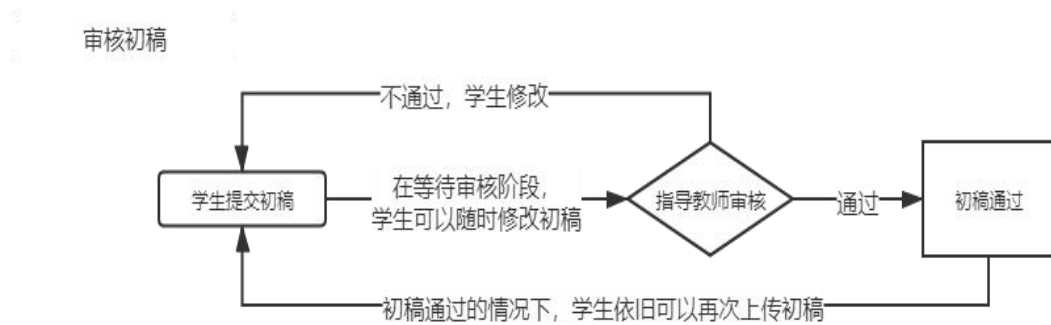 审核初稿
不通过，学生修改
学生提交初稿
在等待审核阶段，
学生可以随时修改初稿
指导教师审核
通过
初稿通过
初稿通过的情况下，学生依旧可以再次上传初稿